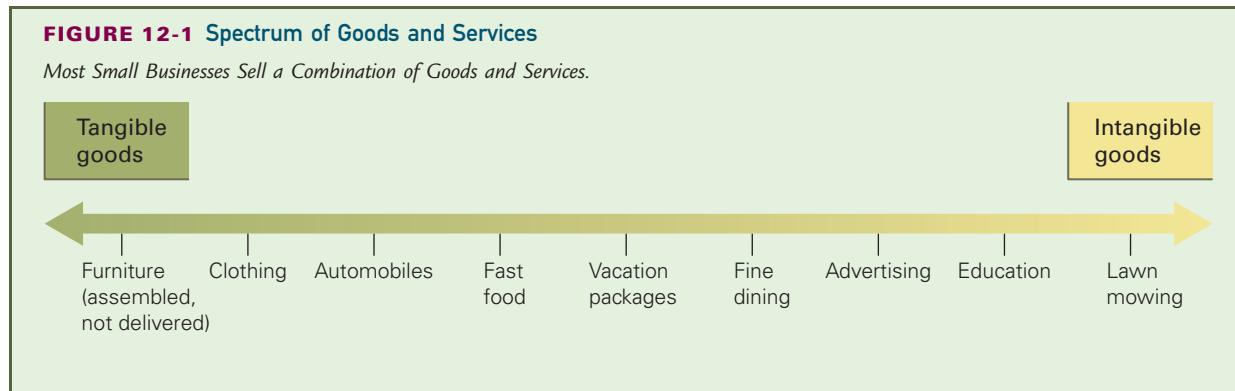 FIGURE 12-1 Spectrum of Goods and Services
Most Small Businesses Sell a Combination of Goods and Services.
Tangible
goods
Intangible
goods
Furniture
(assembled,
not delivered)
Clothing
Automobiles
Fast
food
Vacation
packages
Fine
dining
Advertising
Education
Lawn
mowing